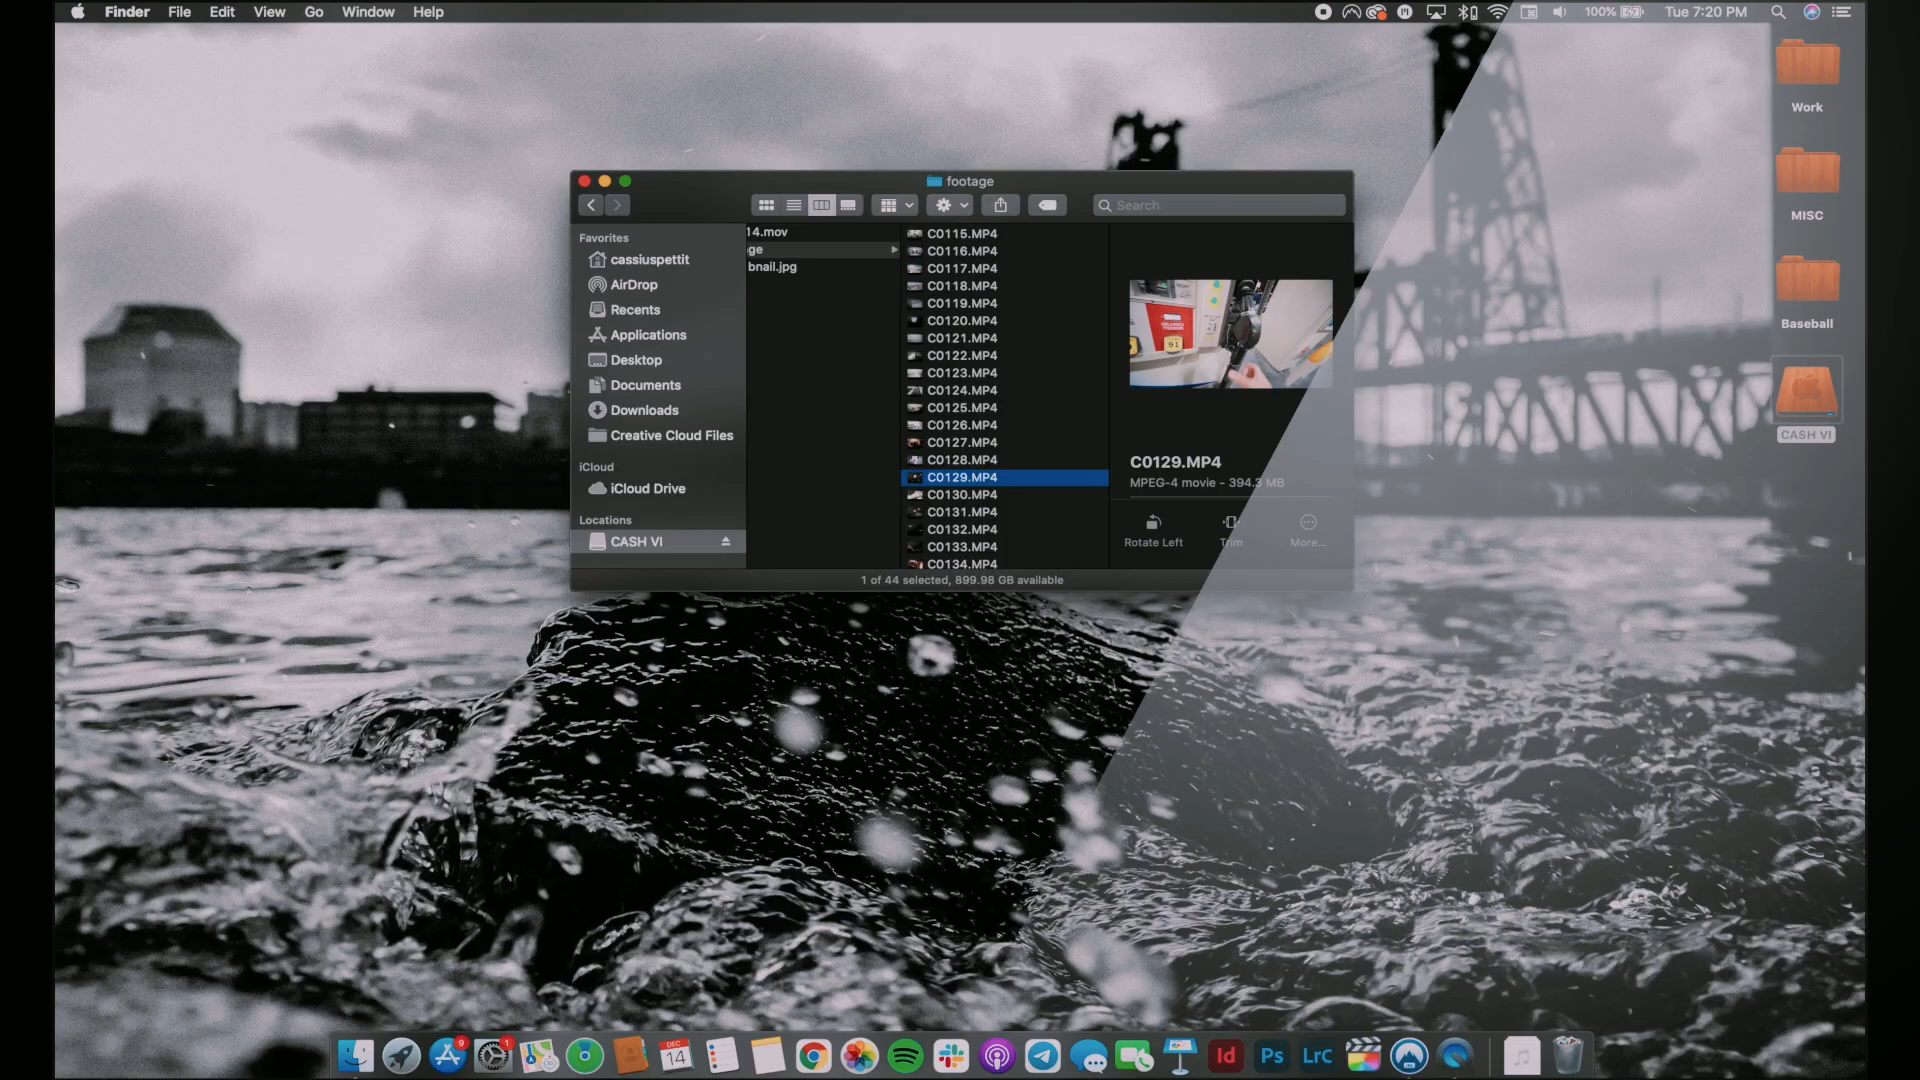 Finder File Edit View Go Window Help 100% Tue 7:20 PM
Work
MISC
Baseball
CASH VI
footage
Search
Favorites
cassiuspettit
AirDrop
Recents
Applications
Desktop
Documents
Downloads
Creative Cloud Files
iCloud
iCloud Drive
Locations
CASH VI
14.mov
ge
bnail.jpg
C0115.MP4
C0116.MP4
C0117.MP4
C0118.MP4
C0119.MP4
C0120.MP4
C0121.MP4
C0122.MP4
C0123.MP4
C0124.MP4
C0125.MP4
C0126.MP4
C0127.MP4
C0128.MP4
C0129.MP4
C0130.MP4
C0131.MP4
C0132.MP4
C0133.MP4
C0134.MP4
91
C0129.MP4
MPEG-4 movie - 394.3 MB
Rotate Left Trim More...
1 of 44 selected, 899.98 GB available
9
1
DEC
14
Id
Ps
LrC